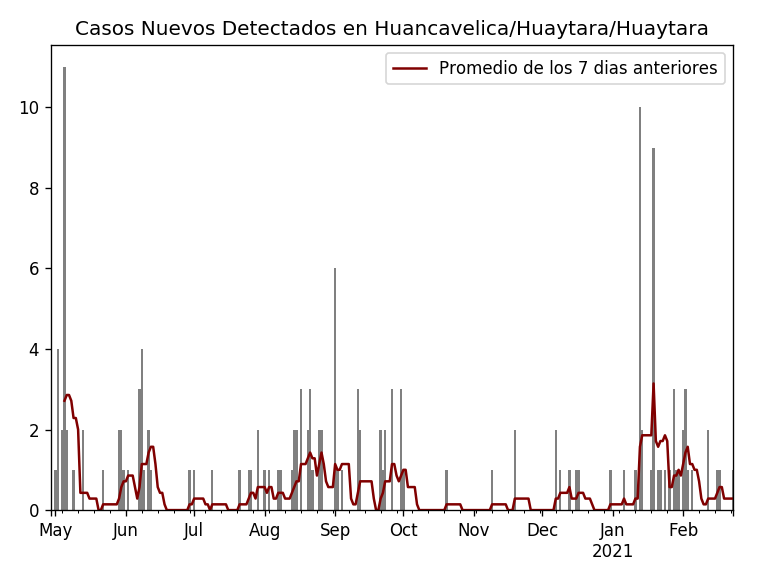 Casos Nuevos Detectados en Huancavelica/Huaytara/Huaytara
Promedio de los 7 dias anteriores
10
8
6
4
2
0
May Jun Jul Aug Sep Oct Nov Dec Jan Feb
2021